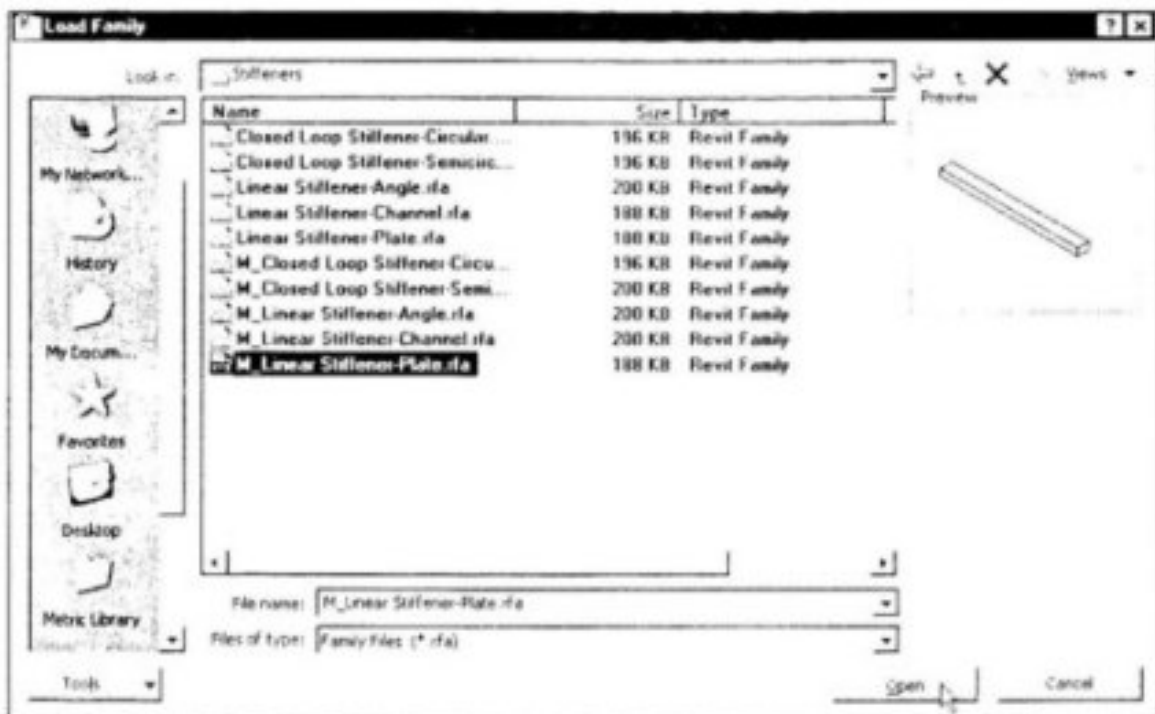 Load Family
Look in: Stiffeners
Views
Preview
Name Size Type
Closed Loop Stiffener-Circular... 196 KB Revit Family
Closed Loop Stiffener-Semicirc... 196 KB Revit Family
Linear Stiffener-Angle.rfa 200 KB Revit Family
Linear Stiffener-Channel.rfa 188 KB Revit Family
Linear Stiffener-Plate.rfa 188 KB Revit Family
M_Closed Loop Stiffener-Circu... 196 KB Revit Family
M_Closed Loop Stiffener-Semi... 200 KB Revit Family
M_Linear Stiffener-Angle.rfa 200 KB Revit Family
M_Linear Stiffener-Channel.rfa 200 KB Revit Family
M_Linear Stiffener-Plate.rfa 188 KB Revit Family
My Network...
History
My Docum...
Favorites
Desktop
Metric Library
File name: M_Linear Stiffener-Plate.rfa
Files of type: Family Files (*.rfa)
Tools
Open
Cancel